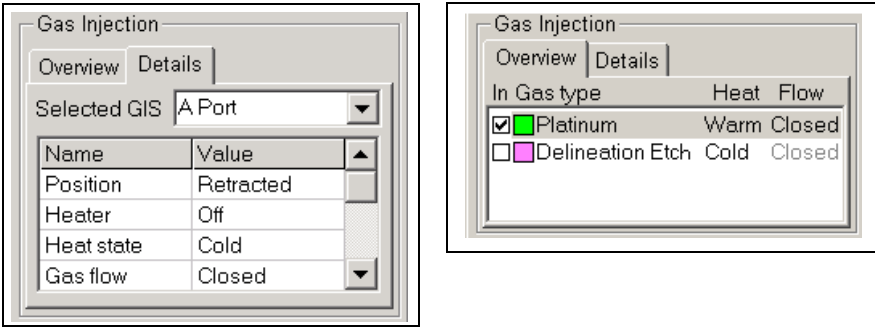 Gas Injection
Overview Details
Selected GIS A Port
Name Value
Position Retracted
Heater Off
Heat state Cold
Gas flow Closed
Gas Injection
Overview Details
In Gas type Heat Flow
Platinum Warm Closed
Delineation Etch Cold Closed